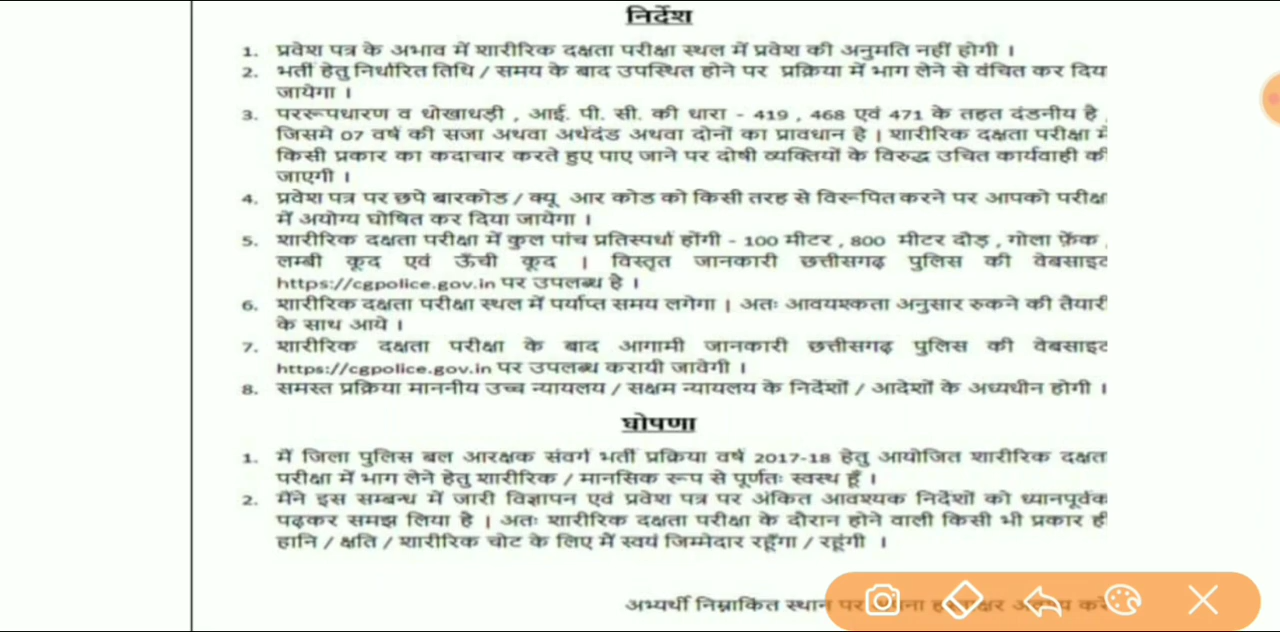 निर्देश
1. प्रवेश पत्र के अभाव में शारीरिक दक्षता परीक्षा स्थल में प्रवेश की अनुमति नहीं होगी ।
2. भर्ती हेतु निर्धारित तिथि / समय के बाद उपस्थित होने पर प्रक्रिया में भाग लेने से वंचित कर दिय
जायेगा ।
3. पररूपधारण व धोखाधड़ी , आई. पी. सी. की धारा - 419 , 468 एवं 471 के तहत दंडनीय है
जिसमे 07 वर्ष की सजा अथवा अर्थदंड अथवा दोनों का प्रावधान है | शारीरिक दक्षता परीक्षा में
किसी प्रकार का कदाचार करते हुए पाए जाने पर दोषी व्यक्तियों के विरुद्ध उचित कार्यवाही की
जाएगी ।
4. प्रवेश पत्र पर छपे बारकोड / क्यू आर कोड को किसी तरह से विरूपित करने पर आपको परीक्ष
में अयोग्य घोषित कर दिया जायेगा ।
5. शारीरिक दक्षता परीक्षा में कुल पांच प्रतिस्पर्धा होंगी - 100 मीटर , 800 मीटर दौड़ , गोला फ़ेंक ,
लम्बी कूद एवं ऊँची कूद | विस्तृत जानकारी छत्तीसगढ़ पुलिस की वेबसाइट
https://cgpolice.gov.in पर उपलब्ध है ।
6. शारीरिक दक्षता परीक्षा स्थल में पर्याप्त समय लगेगा | अतः आवयश्कता अनुसार रुकने की तैयारी
के साथ आये ।
7. शारीरिक दक्षता परीक्षा के बाद आगामी जानकारी छत्तीसगढ़ पुलिस की वेबसाइट
https://cgpolice.gov.in पर उपलब्ध करायी जावेगी ।
8. समस्त प्रक्रिया माननीय उच्च न्यायलय / सक्षम न्यायलय के निर्देशों / आदेशों के अध्यधीन होगी ।
घोषणा
1. मैं जिला पुलिस बल आरक्षक संवर्ग भर्ती प्रक्रिया वर्ष 2017-18 हेतु आयोजित शारीरिक दक्षत
परीक्षा में भाग लेने हेतु शारीरिक / मानसिक रूप से पूर्णतः स्वस्थ हूँ ।
2. मैंने इस सम्बन्ध में जारी विज्ञापन एवं प्रवेश पत्र पर अंकित आवश्यक निर्देशों को ध्यानपूर्वक
पढ़कर समझ लिया है | अतः शारीरिक दक्षता परीक्षा के दौरान होने वाली किसी भी प्रकार ही
हानि / क्षति / शारीरिक चोट के लिए मैं स्वयं जिम्मेदार रहूँगा / रहूंगी ।
अभ्यर्थी निम्नांकित स्थान पर